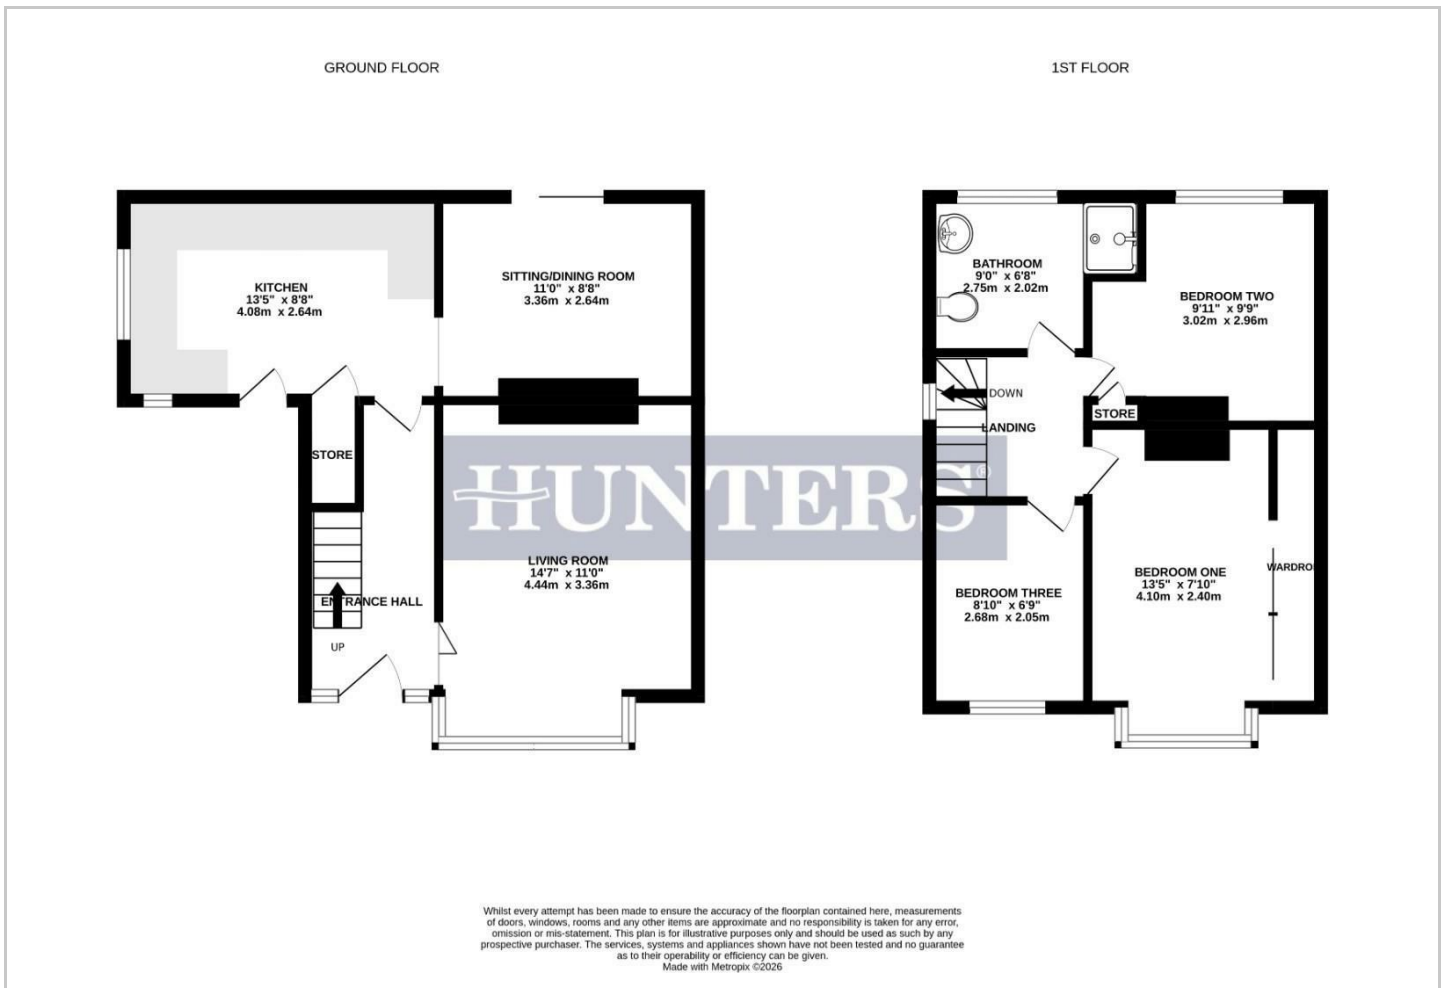 GROUND FLOOR
1ST FLOOR
KITCHEN
13'5" x 8'8"
4.08m x 2.64m
SITTING/DINING ROOM
11'0" x 8'8"
3.36m x 2.64m
STORE
LIVING ROOM
14'7" x 11'0"
4.44m x 3.36m
ENTRANCE HALL
UP
HUNTERS®
BATHROOM
9'0" x 6'8"
2.75m x 2.02m
BEDROOM TWO
9'11" x 9'9"
3.02m x 2.96m
DOWN
STORE
LANDING
BEDROOM ONE
13'5" x 7'10"
4.10m x 2.40m
WARDRO
BEDROOM THREE
8'10" x 6'9"
2.68m x 2.05m
Whilst every attempt has been made to ensure the accuracy of the floorplan contained here, measurements
of doors, windows, rooms and any other items are approximate and no responsibility is taken for any error,
omission or mis-statement. This plan is for illustrative purposes only and should be used as such by any
prospective purchaser. The services, systems and appliances shown have not been tested and no guarantee
as to their operability or efficiency can be given.
Made with Metropix ©2026